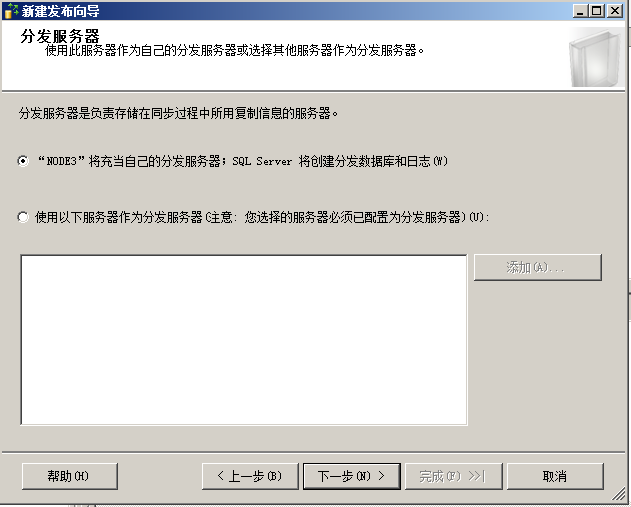 新建发布向导
分发服务器
使用此服务器作为自己的分发服务器或选择其他服务器作为分发服务器。
分发服务器是负责存储在同步过程中所用复制信息的服务器。
“NODE3”将充当自己的分发服务器；SQL Server 将创建分发数据库和日志(W)
使用以下服务器作为分发服务器(注意: 您选择的服务器必须已配置为分发服务器)(U):
添加(A)...
帮助(H)
< 上一步(B)
下一步(N) >
完成(F) >>|
取消